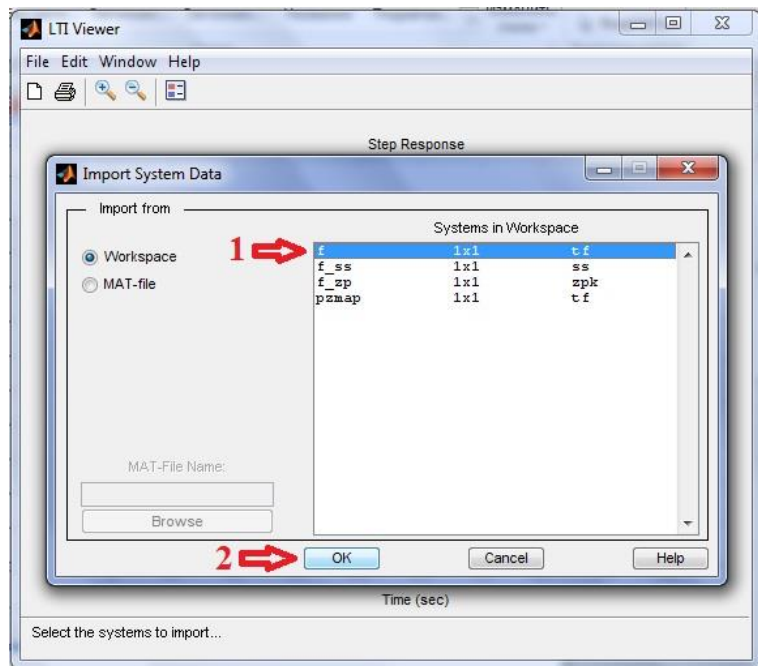 LTI Viewer
File Edit Window Help
Step Response
Import System Data
Import from
Systems in Workspace
1
Workspace
MAT-file
f 1x1 tf
f_ss 1x1 ss
f_zp 1x1 zpk
pzmap 1x1 tf
MAT-File Name:
Browse
2
OK Cancel Help
Time (sec)
Select the systems to import...